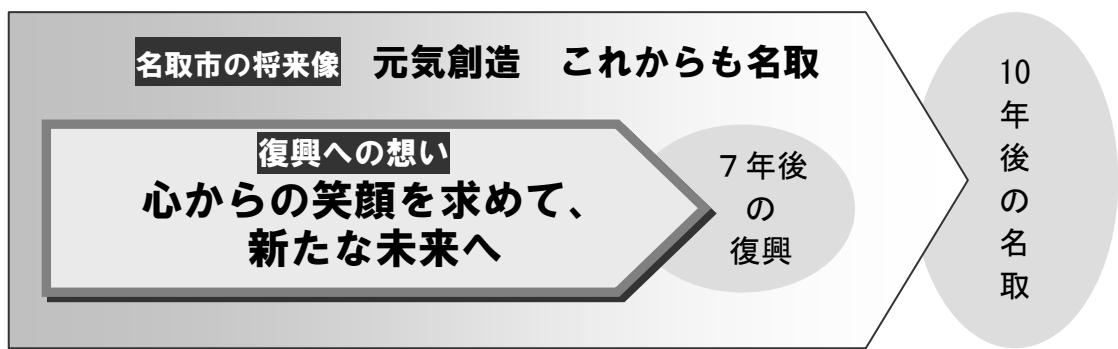 名取市の将来像　元気創造　これからも名取
復興への想い
心からの笑顔を求めて、
新たな未来へ
７年後
の
復興
10年後の名取